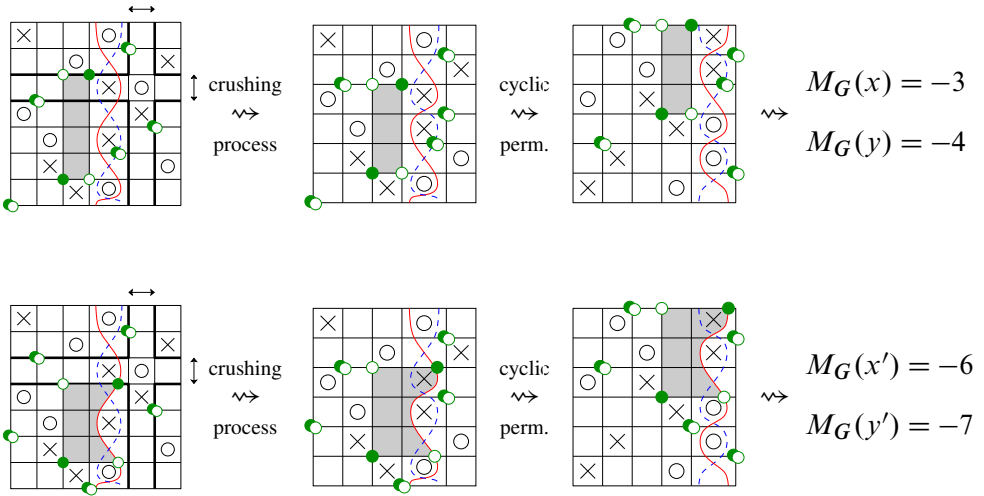 crushing
process
cyclic
perm.
M_G(x) = −3
M_G(y) = −4
crushing
process
cyclic
perm.
M_G(x′) = −6
M_G(y′) = −7